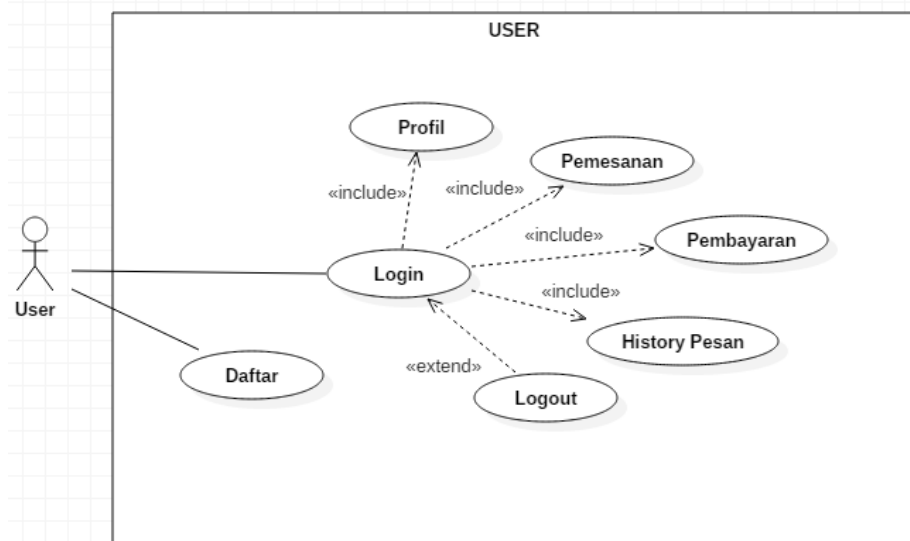 USER
Profil
Pemesanan
«include»
«include»
«include»
Pembayaran
Login
«include»
User
History Pesan
«extend»
Daftar
Logout